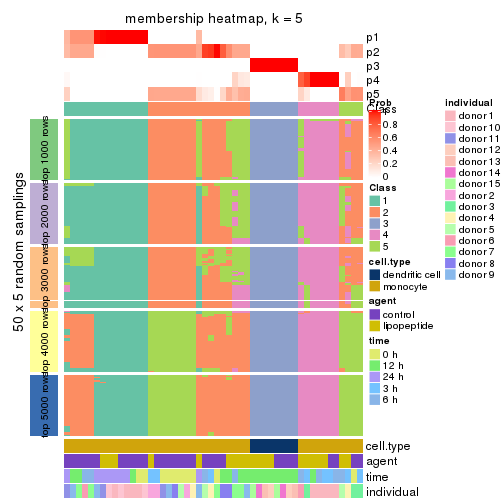 membership heatmap, k = 5
p1
p2
p3
p4
p5
Class
50 x 5 random samplings
top 1000 rows
top 2000 rows
top 3000 rows
top 4000 rows
top 5000 rows
cell.type
agent
time
individual
Prob
1
0.8
0.6
0.4
0.2
0
Class
1
2
3
4
5
cell.type
dendritic cell
monocyte
agent
control
lipopeptide
time
0 h
12 h
24 h
3 h
6 h
individual
donor 1
donor 10
donor 11
donor 12
donor 13
donor 14
donor 15
donor 2
donor 3
donor 4
donor 5
donor 6
donor 7
donor 8
donor 9